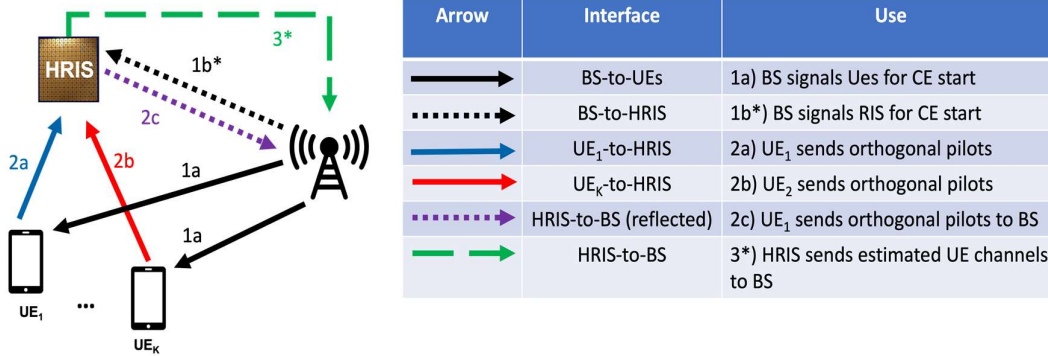 3*
HRIS
1b*
2c
2a
2b
1a
1a
UE1
...
UEK
Arrow Interface Use
BS-to-UEs 1a) BS signals Ues for CE start
BS-to-HRIS 1b*) BS signals RIS for CE start
UE1-to-HRIS 2a) UE1 sends orthogonal pilots
UEK-to-HRIS 2b) UE2 sends orthogonal pilots
HRIS-to-BS (reflected) 2c) UE1 sends orthogonal pilots to BS
HRIS-to-BS 3*) HRIS sends estimated UE channels
to BS